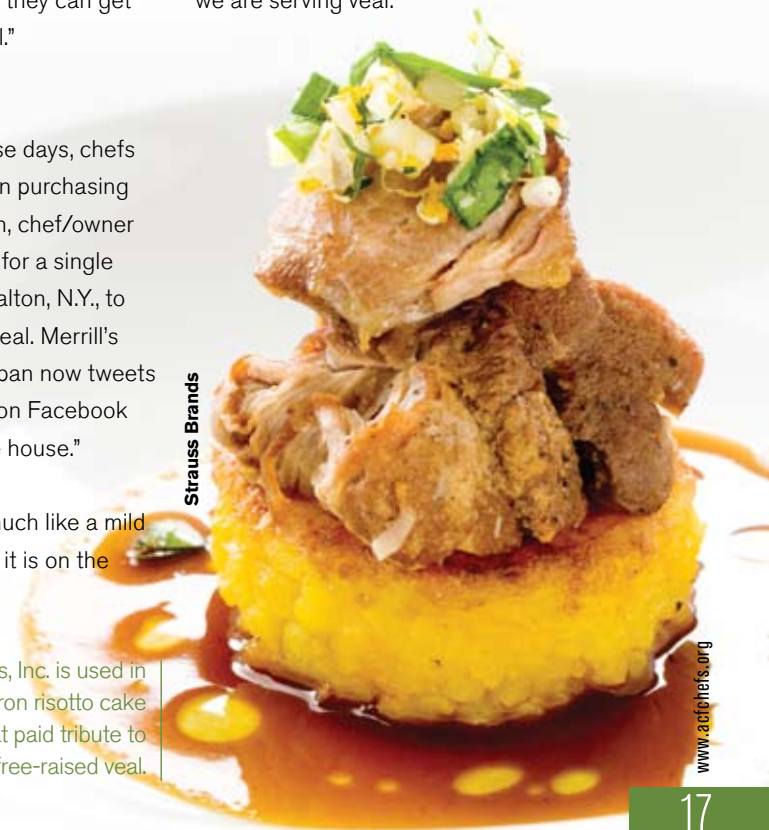 they can get
l.”
we are serving veal.
se days, chefs
n purchasing
n, chef/owner
for a single
alton, N.Y., to
eal. Merrill’s
ban now tweets
on Facebook
house.”
uch like a mild
it is on the
s, Inc. is used in
ron risotto cake
t paid tribute to
free-raised veal.
Strauss Brands
www.acfchefs.org
17